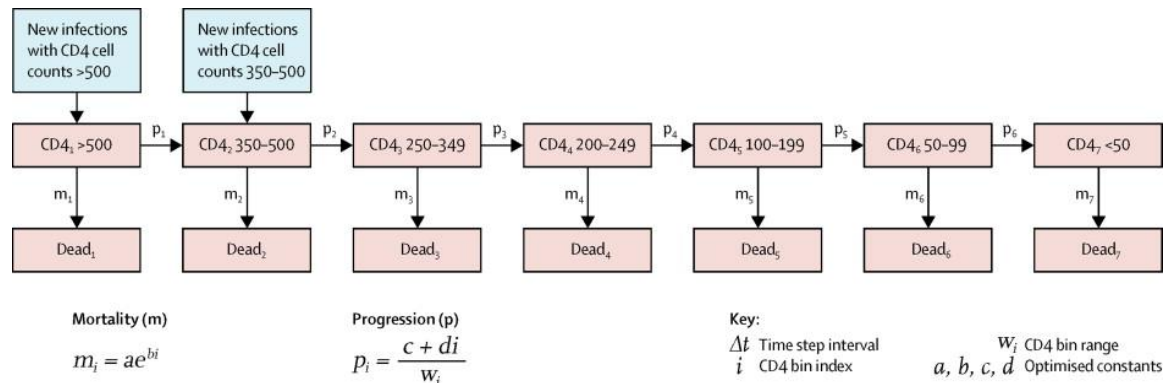 New infections
with CD4 cell
counts >500
New infections
with CD4 cell
counts 350–500
CD4₁ >500
p₁
CD4₂ 350–500
p₂
CD4₃ 250–349
p₃
CD4₄ 200–249
p₄
CD4₅ 100–199
p₅
CD4₆ 50–99
p₆
CD4₇ <50
m₁
m₂
m₃
m₄
m₅
m₆
m₇
Dead₁
Dead₂
Dead₃
Dead₄
Dead₅
Dead₆
Dead₇
Mortality (m)
mᵢ = ae^{bi}
Progression (p)
pᵢ = \frac{c + di}{wᵢ}
Key:
Δt Time step interval
i CD4 bin index
wᵢ CD4 bin range
a, b, c, d Optimised constants